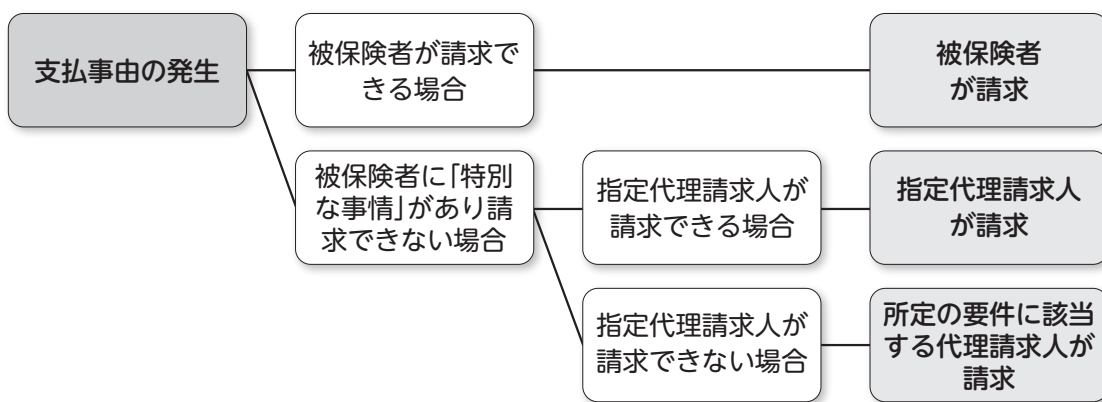 支払事由の発生
被保険者が請求で
きる場合
被保険者
が請求
被保険者に「特別
な事情」があり請
求できない場合
指定代理請求人が
請求できる場合
指定代理請求人
が請求
指定代理請求人が
請求できない場合
所定の要件に該当
する代理請求人が
請求